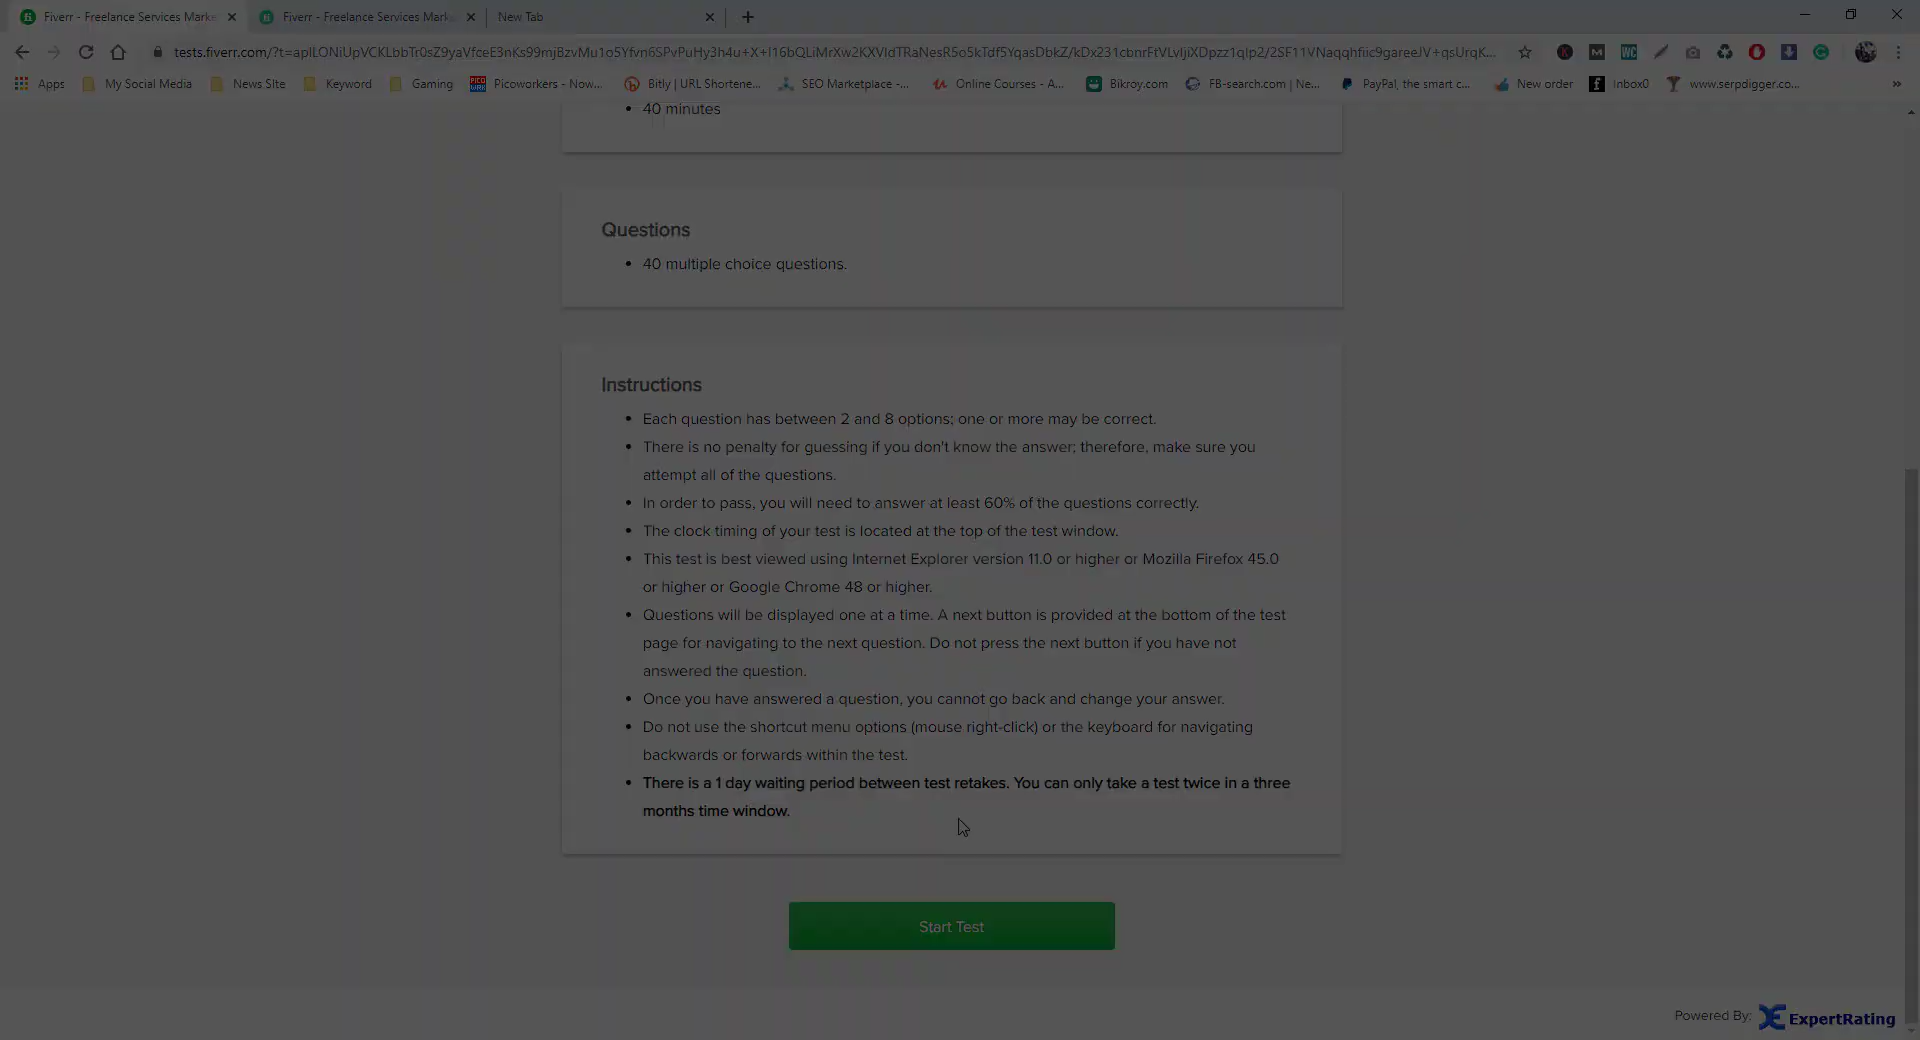 Fiverr - Freelance Services Marke
Fiverr - Freelance Services Mark
New Tab
Apps
My Social Media
News SIte
Keyword
Gaming
Picoworkers - Now...
Bitly | URL Shortene...
SEO Marketplace -...
Online Courses - A...
Bikroy.com
FB-search.com | Ne...
PayPal, the smart c...
New order
Inbox0
www.serpdigger.co...
40 minutes
Questions
40 multiple choice questions.
Instructions
Each question has between 2 and 8 options; one or more may be correct.
There is no penalty for guessing if you don't know the answer; therefore, make sure you
attempt all of the questions.
In order to pass, you will need to answer at least 60% of the questions correctly.
The clock timing of your test is located at the top of the test window.
This test is best viewed using Internet Explorer version 11.0 or higher or Mozilla Firefox 45.0
or higher or Google Chrome 48 or higher.
Questions will be displayed one at a time. A next button is provided at the bottom of the test
page for navigating to the next question. Do not press the next button if you have not
answered the question.
Once you have answered a question, you cannot go back and change your answer.
Do not use the shortcut menu options (mouse right-click) or the keyboard for navigating
backwards or forwards within the test.
There is a 1 day waiting period between test retakes. You can only take a test twice in a three
months time window.
Start Test
Powered By:
ExpertRating